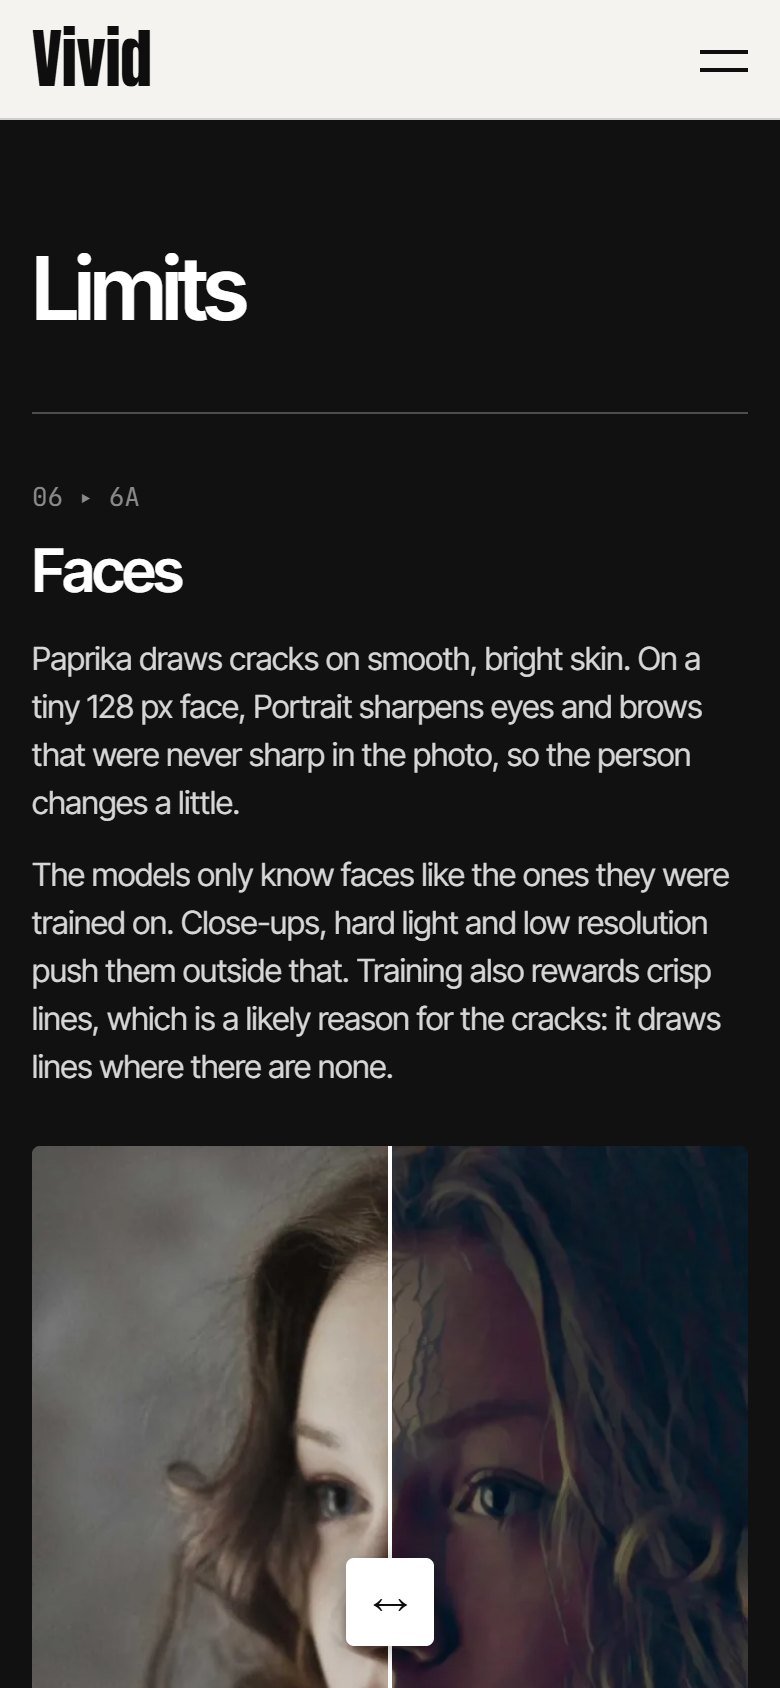 Vivid
Limits
06 ▸ 6A
Faces
Paprika draws cracks on smooth, bright skin. On a
tiny 128 px face, Portrait sharpens eyes and brows
that were never sharp in the photo, so the person
changes a little.
The models only know faces like the ones they were
trained on. Close-ups, hard light and low resolution
push them outside that. Training also rewards crisp
lines, which is a likely reason for the cracks: it draws
lines where there are none.